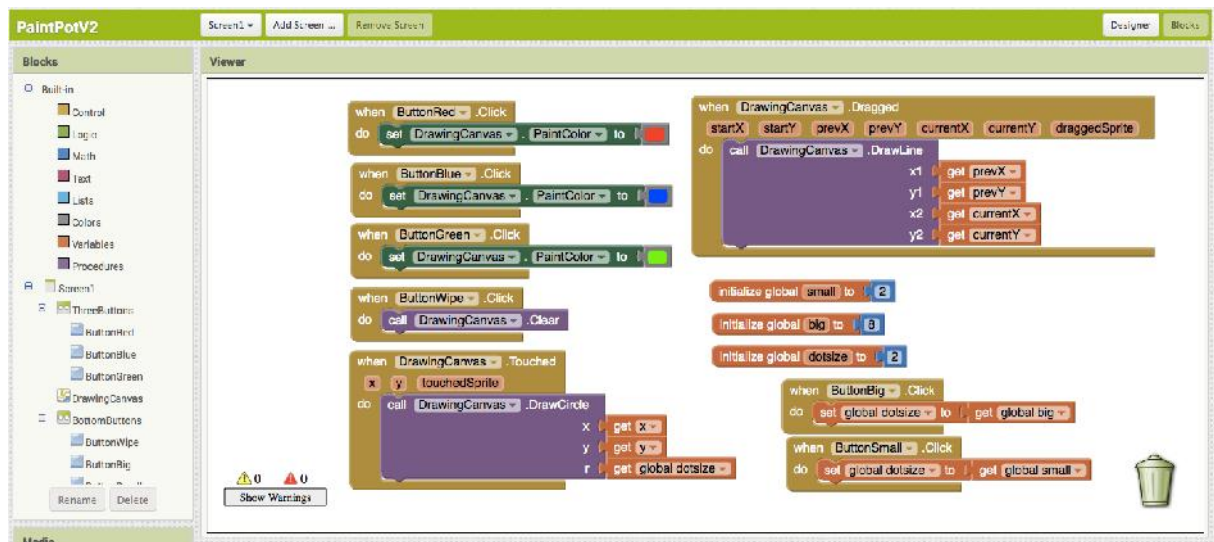 PaintPotV2
Screen1
Add Screen ...
Remove Screen
Designer
Blocks
Blocks
Built-in
Control
Logic
Math
Text
Lists
Colors
Variables
Procedures
Screen1
ThreeButtons
ButtonRed
ButtonBlue
ButtonGreen
DrawingCanvas
BottomButtons
ButtonWipe
ButtonBig
Rename
Delete
Media
Viewer
when ButtonRed .Click
do set DrawingCanvas . PaintColor to
when ButtonBlue .Click
do set DrawingCanvas . PaintColor to
when ButtonGreen .Click
do set DrawingCanvas . PaintColor to
when ButtonWipe .Click
do call DrawingCanvas .Clear
when DrawingCanvas .Touched
x y touchedSprite
do call DrawingCanvas .DrawCircle
x get x
y get y
r get global dotsize
0 0
Show Warnings
when DrawingCanvas .Dragged
startX startY prevX prevY currentX currentY draggedSprite
do call DrawingCanvas .DrawLine
x1 get prevX
y1 get prevY
x2 get currentX
y2 get currentY
initialize global small to 2
initialize global big to 8
initialize global dotsize to 2
when ButtonBig .Click
do set global dotsize to get global big
when ButtonSmall .Click
do set global dotsize to get global small